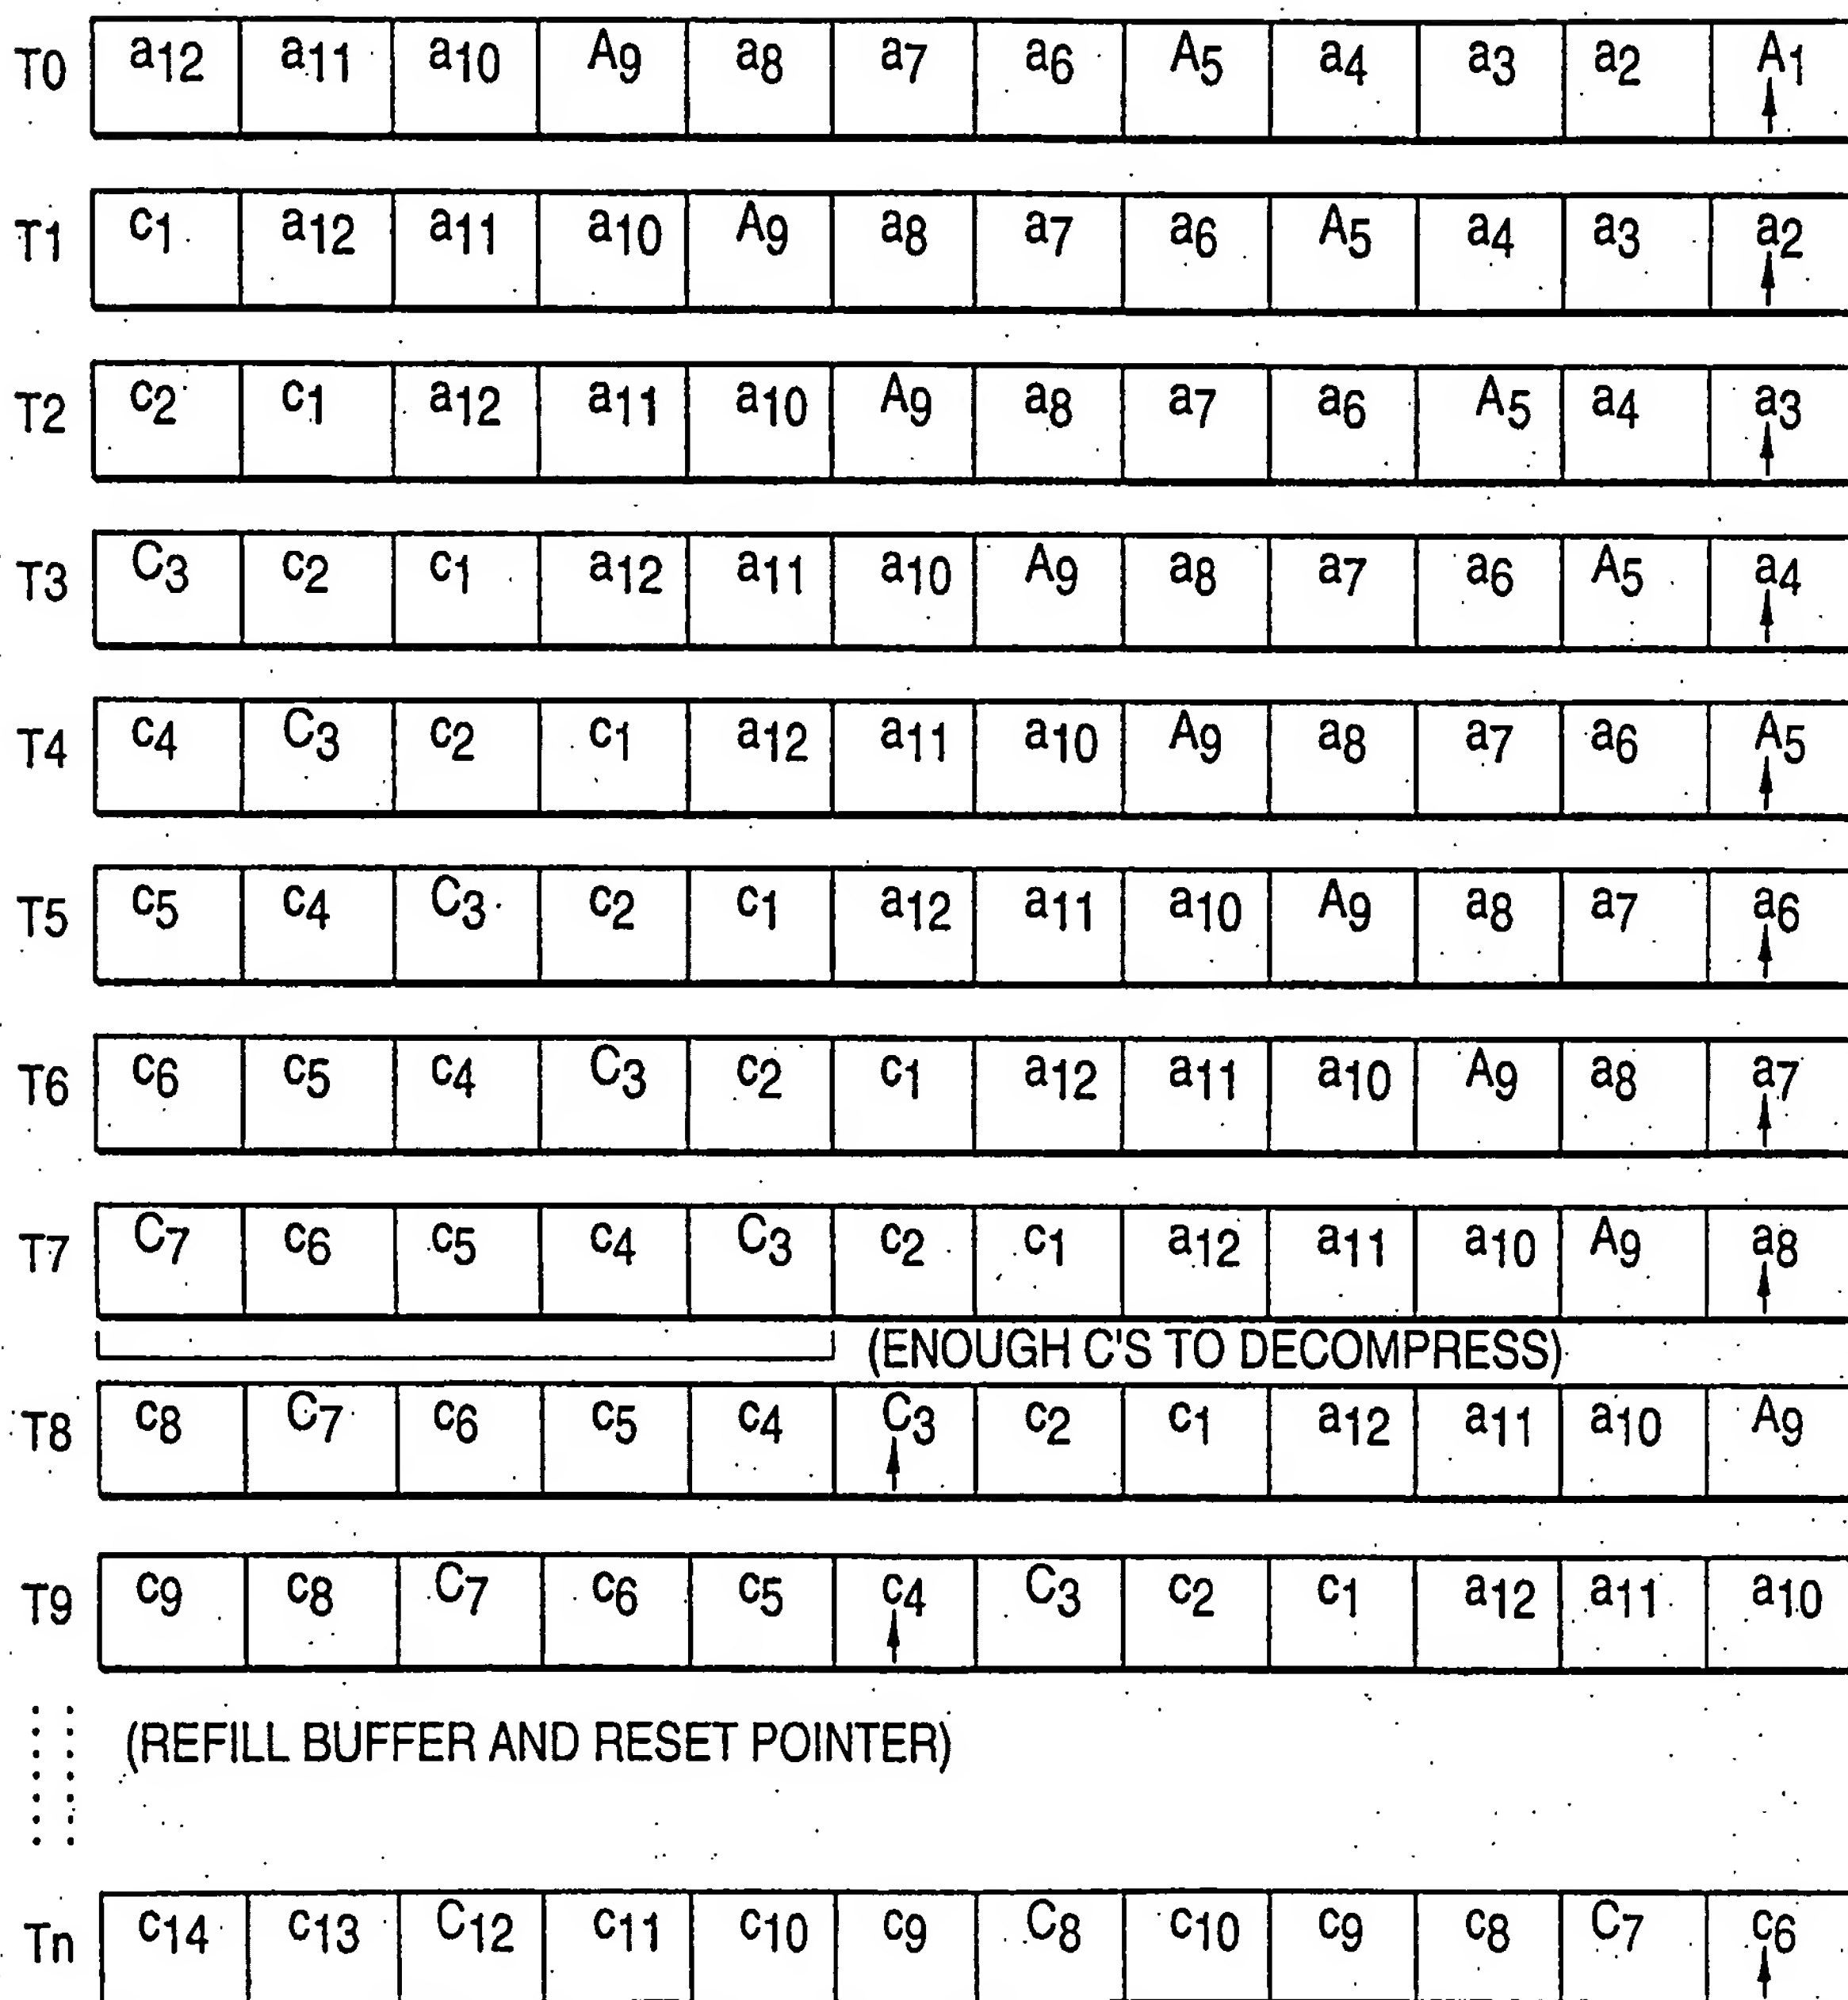 T0 a12 a11 a10 A9 a8 a7 a6 A5 a4 a3 a2 A1
T1 c1 a12 a11 a10 A9 a8 a7 a6 A5 a4 a3 a2
T2 c2 c1 a12 a11 a10 A9 a8 a7 a6 A5 a4 a3
T3 C3 c2 c1 a12 a11 a10 A9 a8 a7 a6 A5 a4
T4 c4 C3 c2 c1 a12 a11 a10 A9 a8 a7 a6 A5
T5 c5 c4 C3 c2 c1 a12 a11 a10 A9 a8 a7 a6
T6 c6 c5 c4 C3 c2 c1 a12 a11 a10 A9 a8 a7
T7 C7 c6 c5 c4 C3 c2 c1 a12 a11 a10 A9 a8
(ENOUGH C'S TO DECOMPRESS)
T8 c8 C7 c6 c5 c4 C3 c2 c1 a12 a11 a10 A9
T9 c9 c8 C7 c6 c5 c4 C3 c2 c1 a12 a11 a10
(REFILL BUFFER AND RESET POINTER)
Tn c14 c13 C12 c11 c10 c9 C8 c10 c9 c8 C7 c6